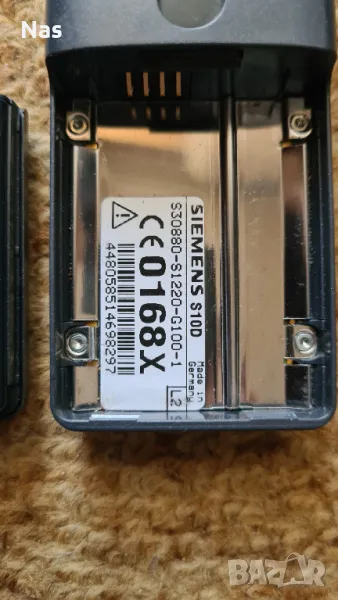 Nas
SIEMENS S10D
S30880-S1220-G100-1
Made in
Germany
CE0168X
448058514698297
L2
BAZAR